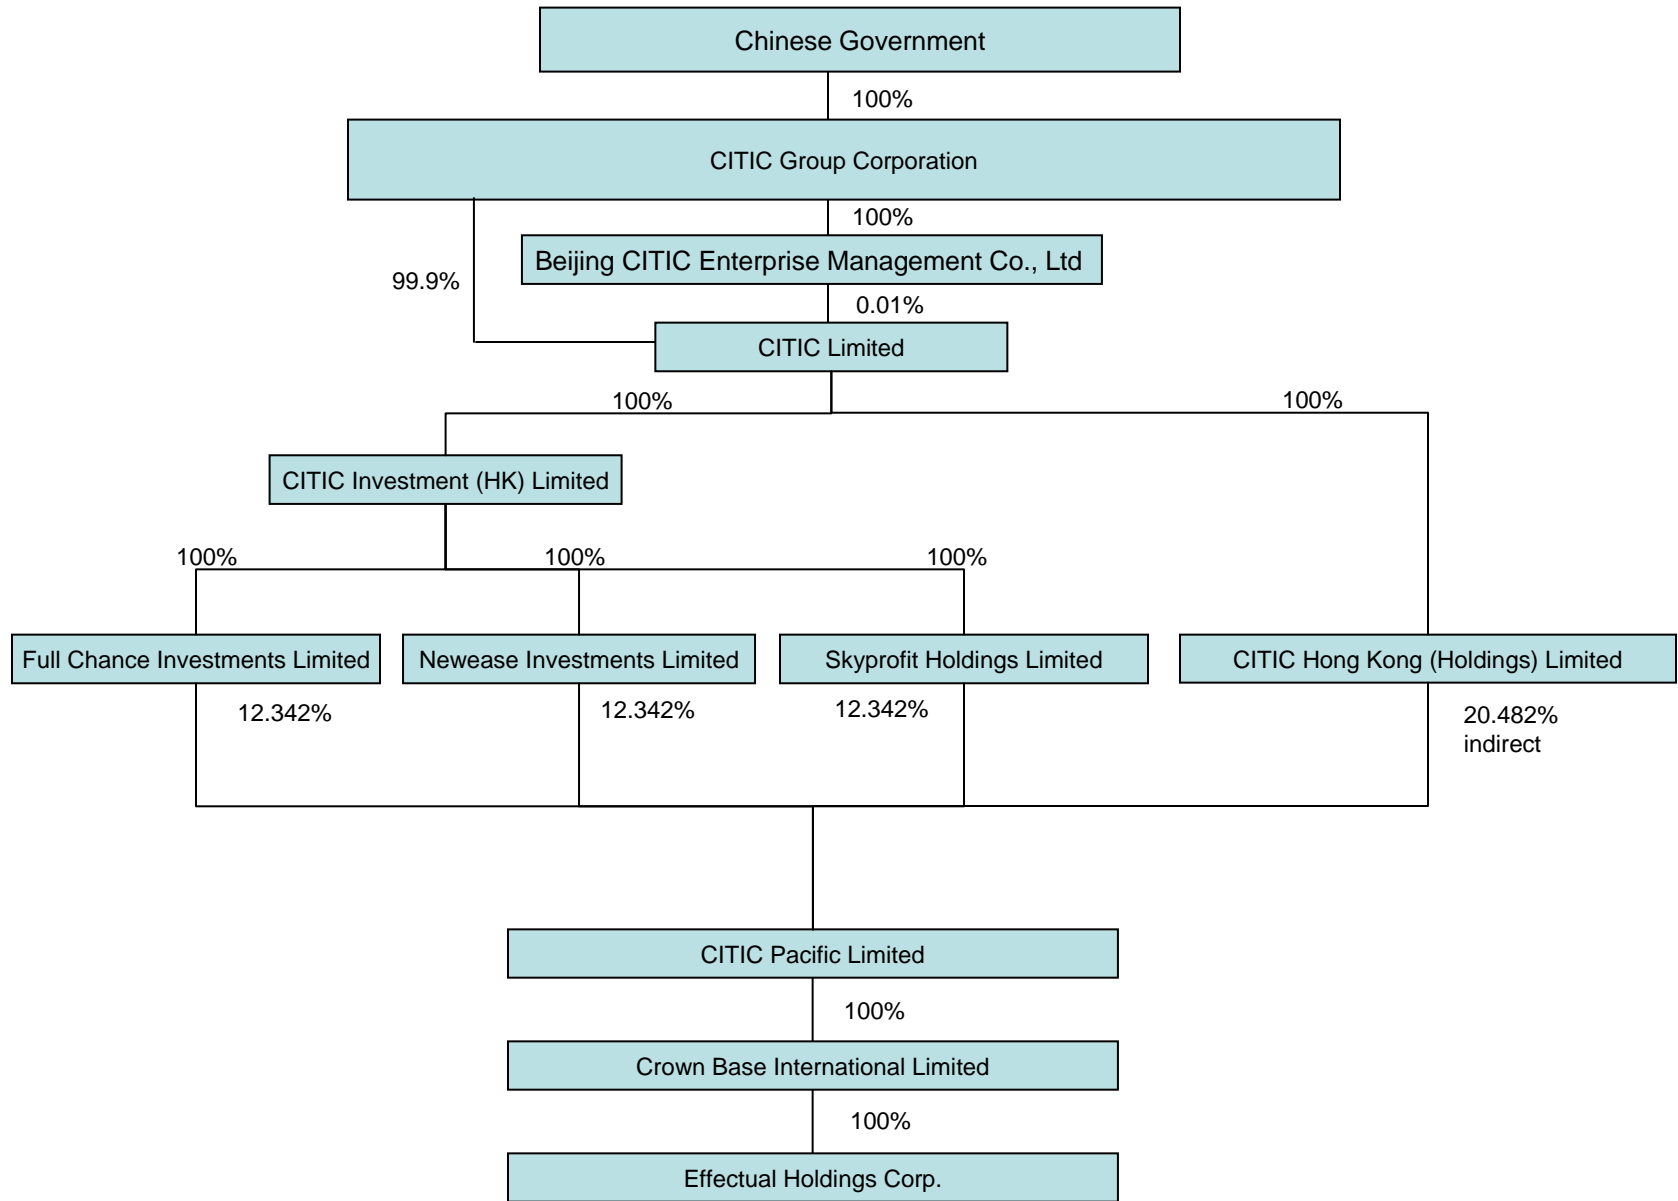 Chinese Government
100%
CITIC Group Corporation
100%
Beijing CITIC Enterprise Management Co., Ltd
99.9%
0.01%
CITIC Limited
100%
100%
CITIC Investment (HK) Limited
100%
100%
100%
Full Chance Investments Limited
Newease Investments Limited
Skyprofit Holdings Limited
CITIC Hong Kong (Holdings) Limited
12.342%
12.342%
12.342%
20.482%
indirect
CITIC Pacific Limited
100%
Crown Base International Limited
100%
Effectual Holdings Corp.